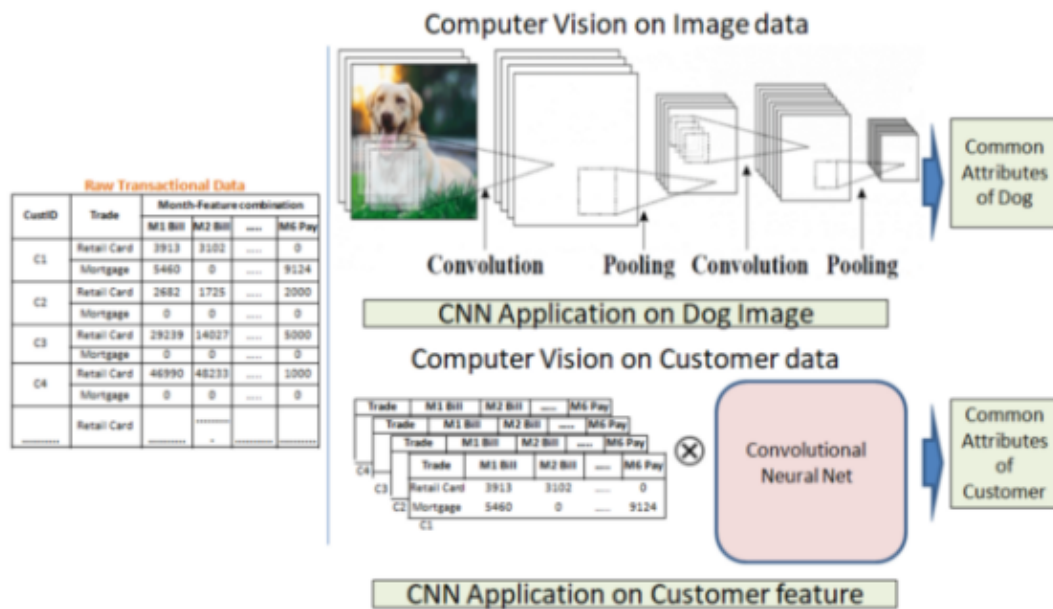 Raw Transactional Data
CustID Trade Month-Feature combination
M1 Bill M2 Bill ..... M6 Pay
C1 Retail Card 3913 3102 ..... 0
Mortgage 5460 0 ..... 9124
C2 Retail Card 2682 1725 ..... 2000
Mortgage 0 0 ..... 0
C3 Retail Card 29239 14027 ..... 5000
Mortgage 0 0 ..... 0
C4 Retail Card 46990 48233 ..... 1000
Mortgage 0 0 ..... 0
Retail Card
Computer Vision on Image data
Convolution Pooling Convolution Pooling
Common
Attributes
of Dog
CNN Application on Dog Image
Computer Vision on Customer data
Trade M1 Bill M2 Bill ..... M6 Pay
Trade M1 Bill M2 Bill ..... M6 Pay
Trade M1 Bill M2 Bill ..... M6 Pay
Trade M1 Bill M2 Bill ..... M6 Pay
Retail Card 3913 3102 ..... 0
Mortgage 5460 0 ..... 9124
C4
C3
C2
C1
⊗
Convolutional
Neural Net
Common
Attributes
of
Customer
CNN Application on Customer feature